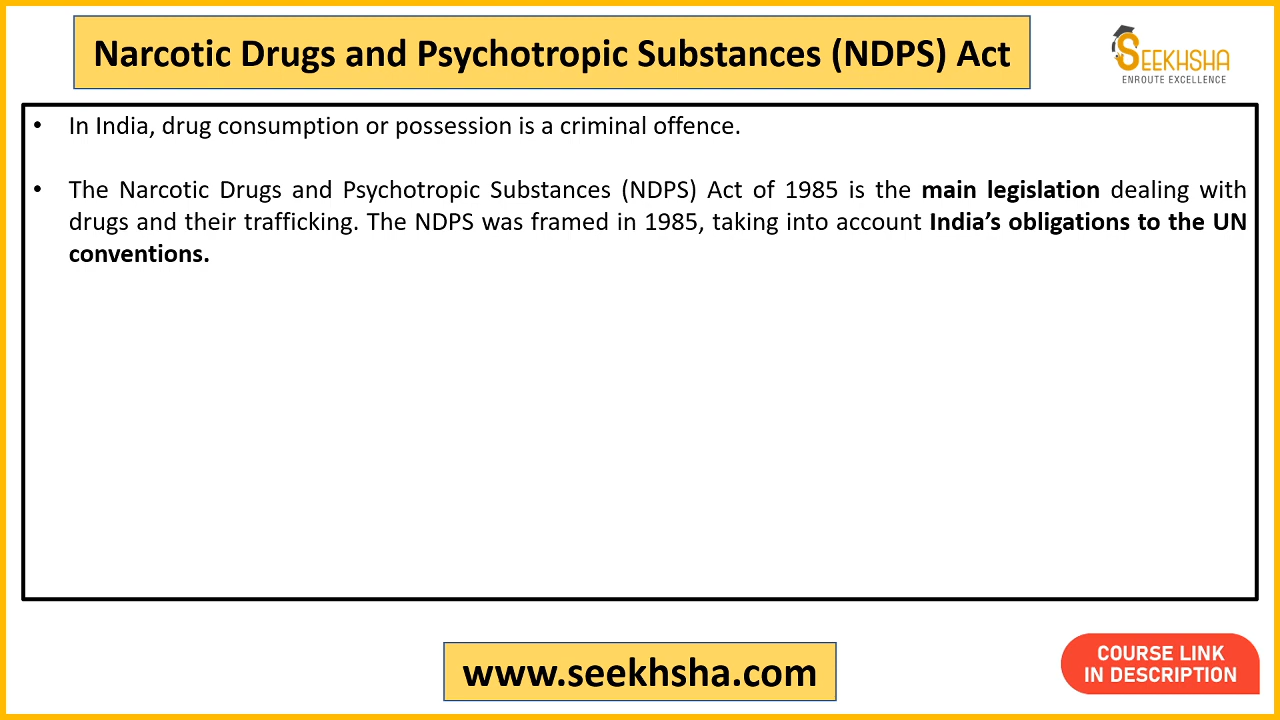 Narcotic Drugs and Psychotropic Substances (NDPS) Act
SEEKHSHA
ENROUTE EXCELLENCE
• In India, drug consumption or possession is a criminal offence.
• The Narcotic Drugs and Psychotropic Substances (NDPS) Act of 1985 is the main legislation dealing with
drugs and their trafficking. The NDPS was framed in 1985, taking into account India’s obligations to the UN
conventions.
www.seekhsha.com
COURSE LINK
IN DESCRIPTION